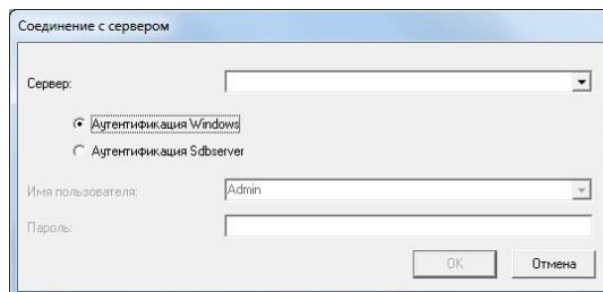 Соединение с сервером
Сервер:
Аутентификация Windows
Аутентификация Sdbserver
Имя пользователя: Admin
Пароль:
OK Отмена